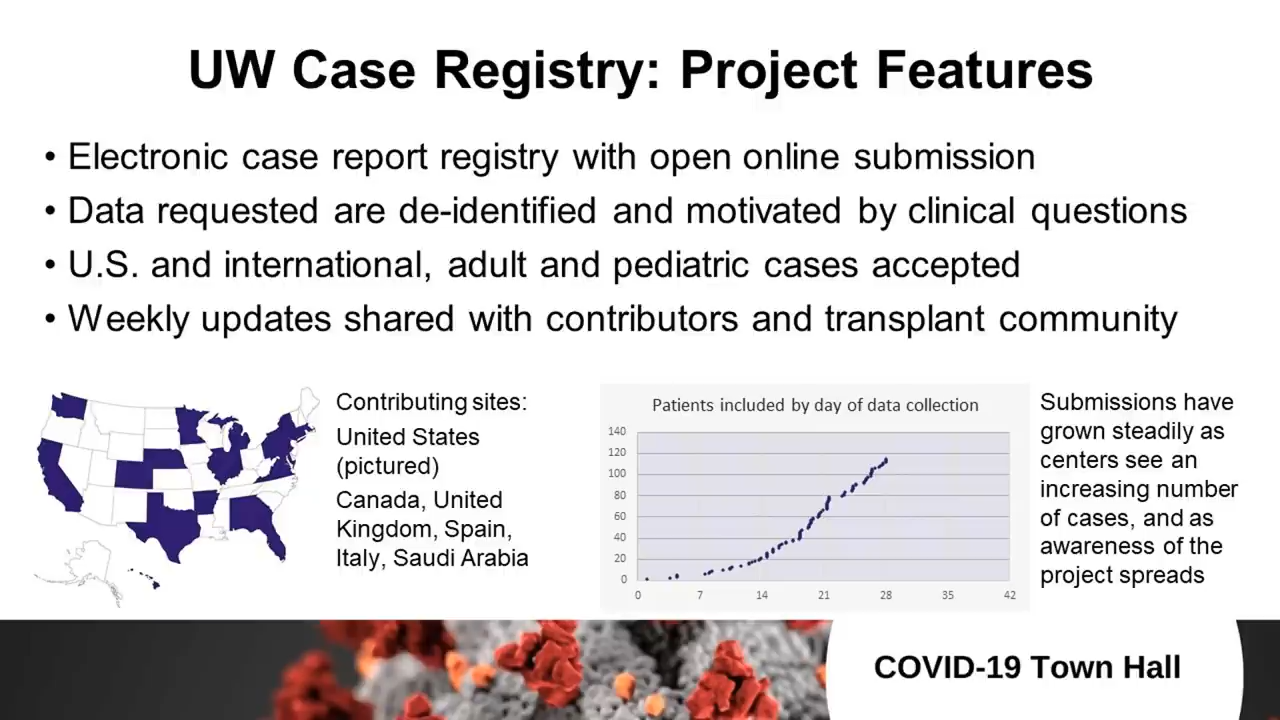 UW Case Registry: Project Features
• Electronic case report registry with open online submission
• Data requested are de-identified and motivated by clinical questions
• U.S. and international, adult and pediatric cases accepted
• Weekly updates shared with contributors and transplant community
Contributing sites:
United States
(pictured)
Canada, United
Kingdom, Spain,
Italy, Saudi Arabia
Patients included by day of data collection
140
120
100
80
60
40
20
0
0 7 14 21 28 35 42
Submissions have
grown steadily as
centers see an
increasing number
of cases, and as
awareness of the
project spreads
COVID-19 Town Hall